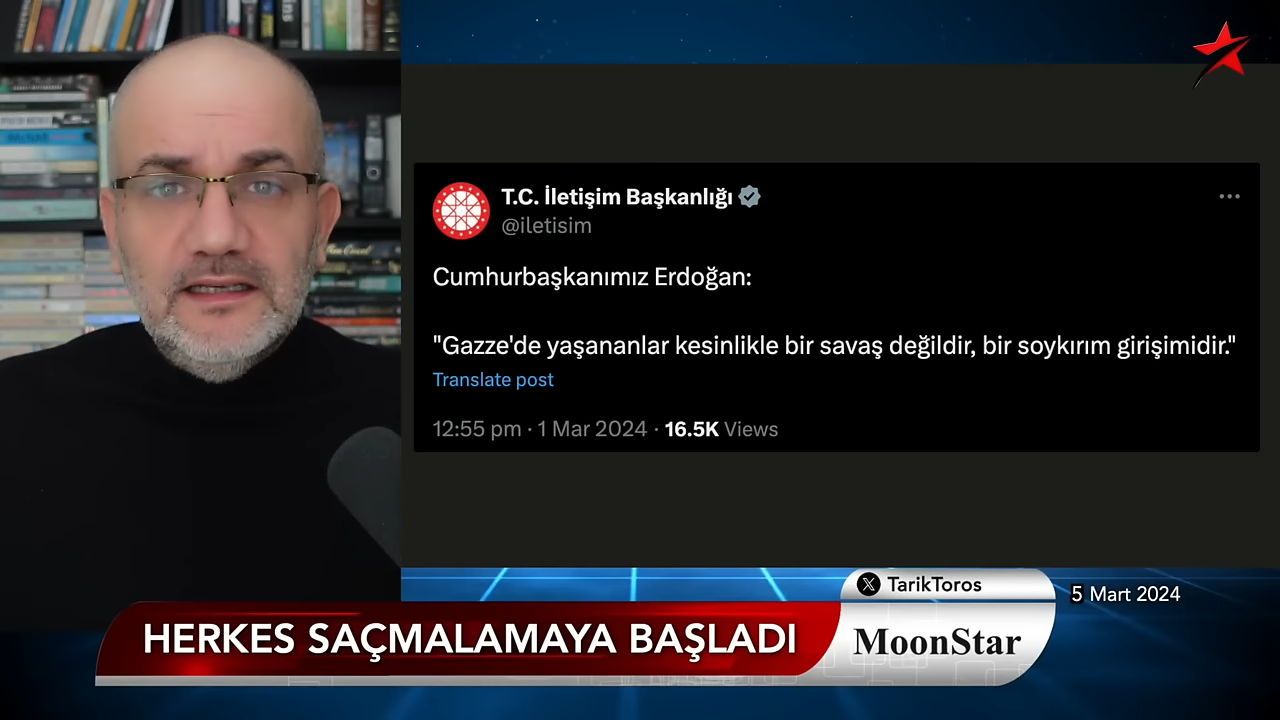 T.C. İletişim Başkanlığı
@iletisim
Cumhurbaşkanımız Erdoğan:
"Gazze'de yaşananlar kesinlikle bir savaş değildir, bir soykırım girişimidir."
Translate post
12:55 pm · 1 Mar 2024 · 16.5K Views
TarikToros
5 Mart 2024
HERKES SAÇMALAMAYA BAŞLADI
MoonStar